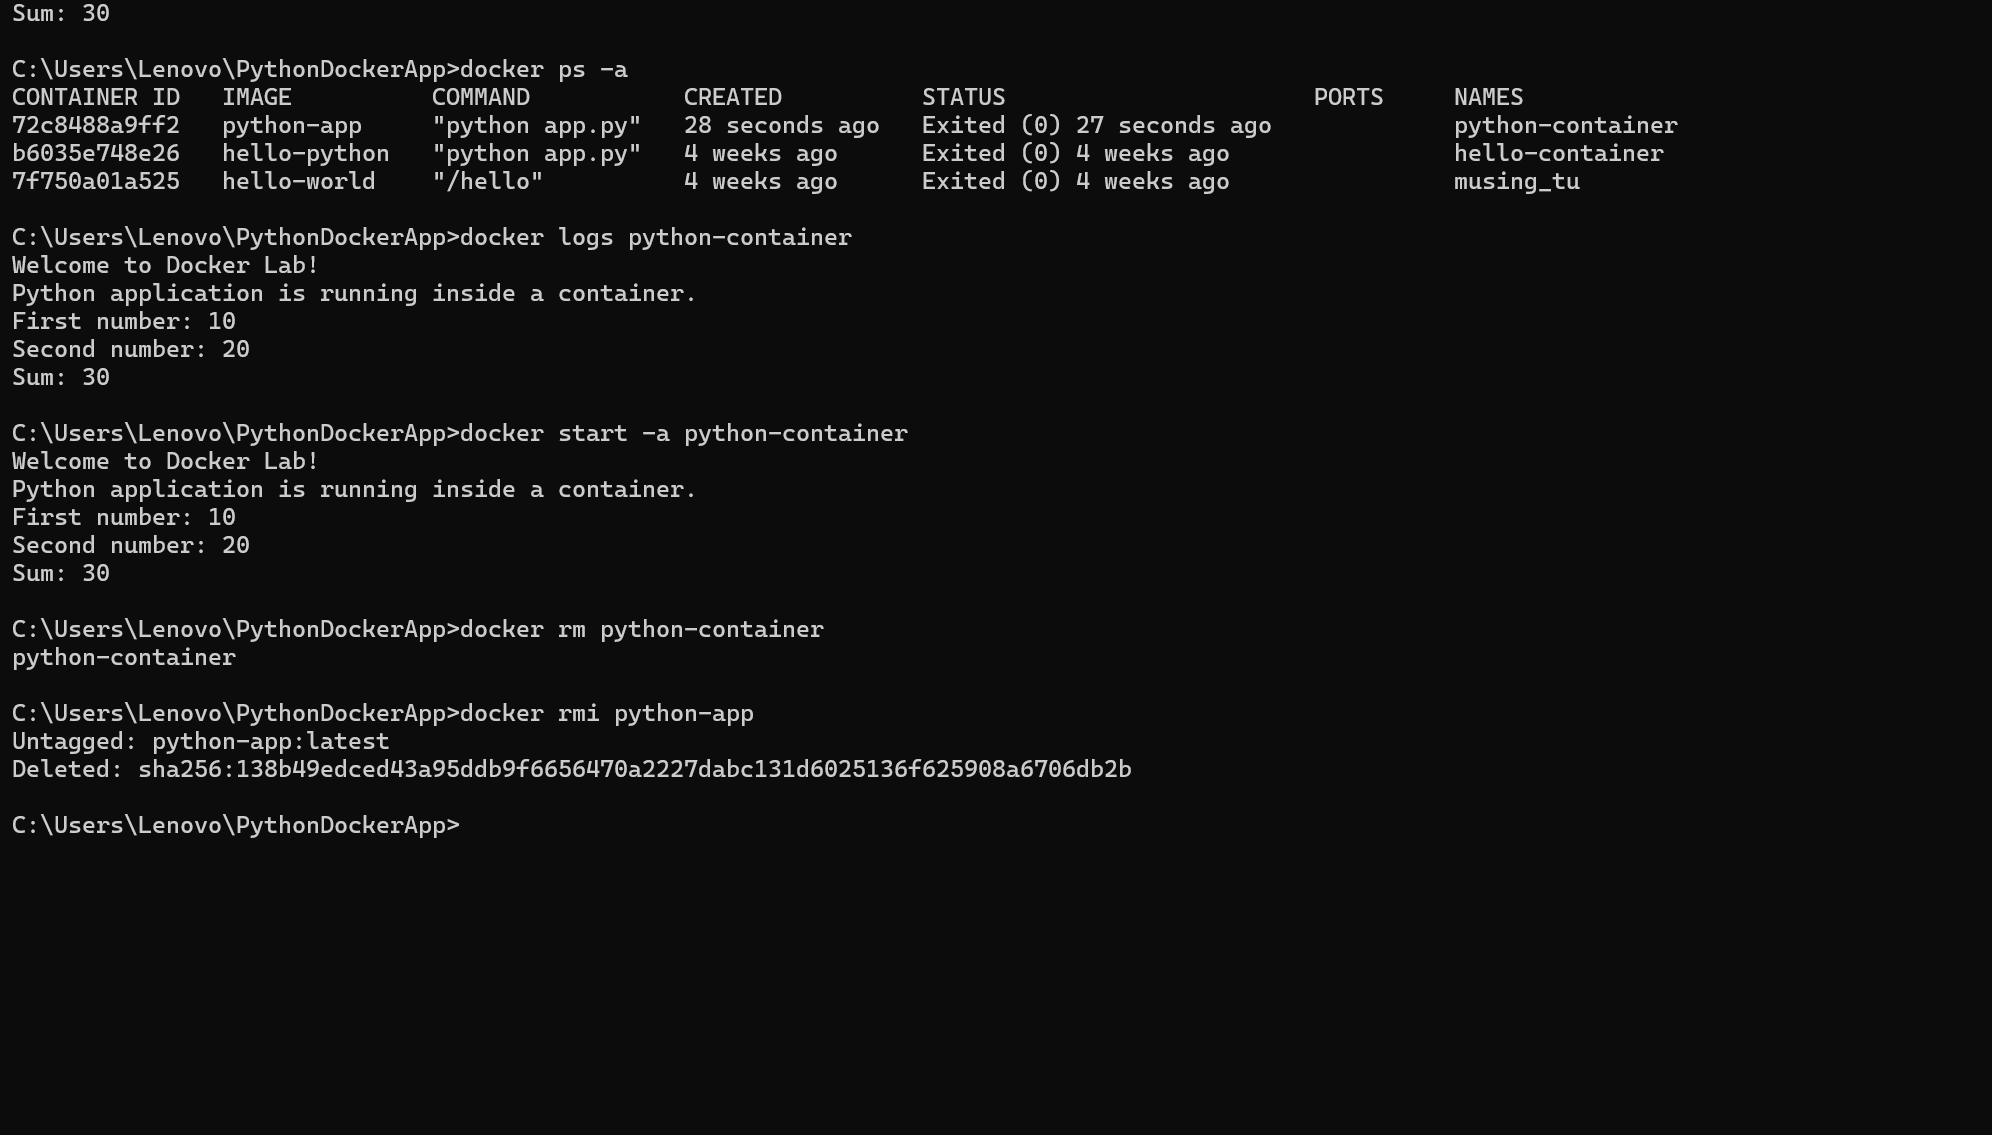 Sum: 30
C:\Users\Lenovo\PythonDockerApp>docker ps -a
CONTAINER ID   IMAGE          COMMAND           CREATED          STATUS                      PORTS     NAMES
72c8488a9ff2   python-app     "python app.py"   28 seconds ago   Exited (0) 27 seconds ago             python-container
b6035e748e26   hello-python   "python app.py"   4 weeks ago      Exited (0) 4 weeks ago                hello-container
7f750a01a525   hello-world    "/hello"          4 weeks ago      Exited (0) 4 weeks ago                musing_tu
C:\Users\Lenovo\PythonDockerApp>docker logs python-container
Welcome to Docker Lab!
Python application is running inside a container.
First number: 10
Second number: 20
Sum: 30
C:\Users\Lenovo\PythonDockerApp>docker start -a python-container
Welcome to Docker Lab!
Python application is running inside a container.
First number: 10
Second number: 20
Sum: 30
C:\Users\Lenovo\PythonDockerApp>docker rm python-container
python-container
C:\Users\Lenovo\PythonDockerApp>docker rmi python-app
Untagged: python-app:latest
Deleted: sha256:138b49edced43a95ddb9f6656470a2227dabc131d6025136f625908a6706db2b
C:\Users\Lenovo\PythonDockerApp>